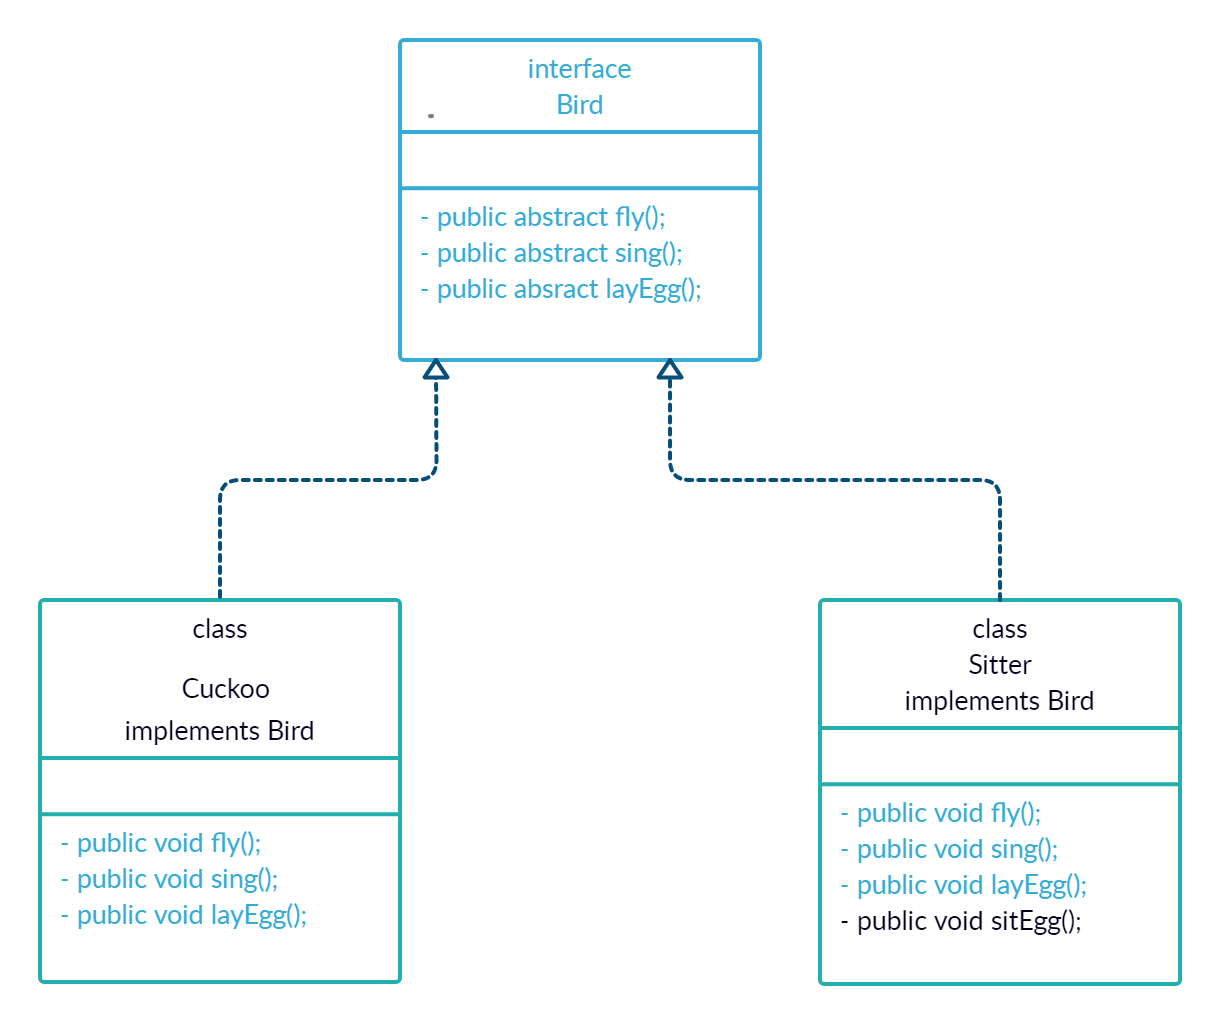 interface
Bird
- public abstract fly();
- public abstract sing();
- public absract layEgg();
class
Cuckoo
implements Bird
- public void fly();
- public void sing();
- public void layEgg();
class
Sitter
implements Bird
- public void fly();
- public void sing();
- public void layEgg();
- public void sitEgg();